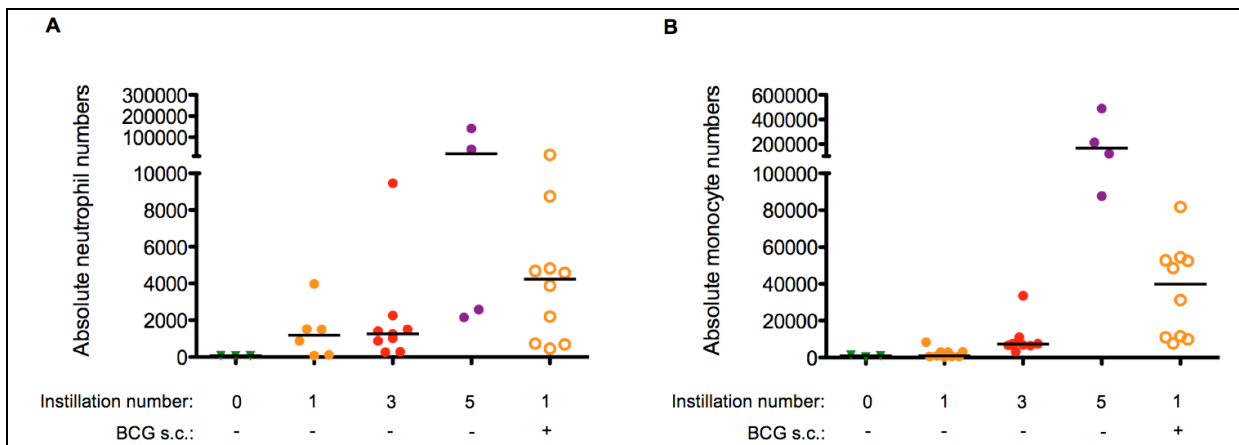 A
Absolute neutrophil numbers
300000
200000
100000
10000
8000
6000
4000
2000
0
Instillation number: 0 1 3 5 1
BCG s.c.: - - - - +
B
Absolute monocyte numbers
600000
400000
200000
100000
80000
60000
40000
20000
0
Instillation number: 0 1 3 5 1
BCG s.c.: - - - - +